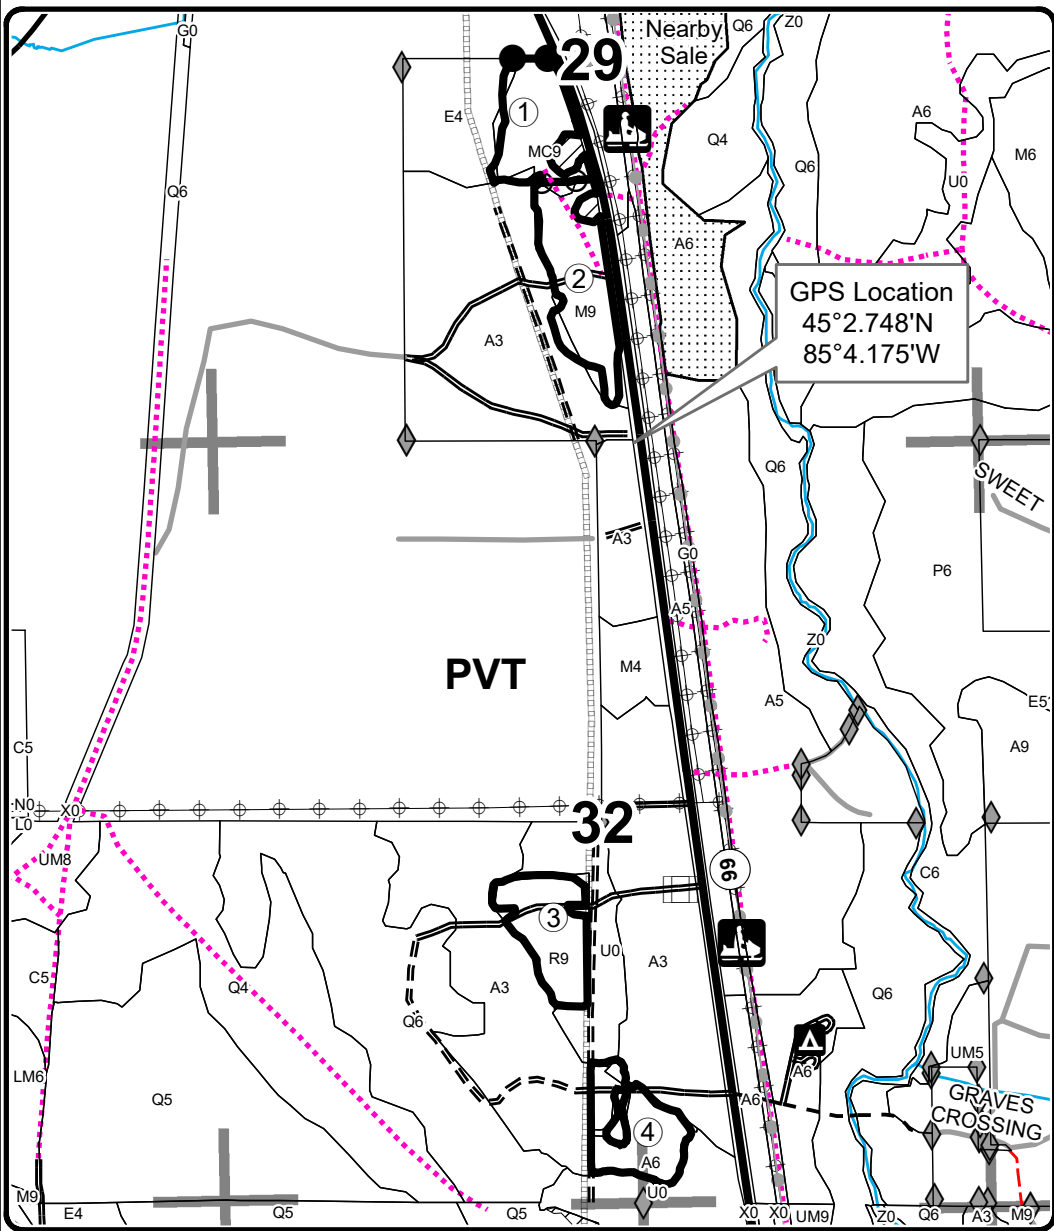 G0
Q6
Z0
Nearby
Sale
29
E4
1
A6
Q4
MC9
Q6
M6
Q6
U0
A6
2
GPS Location
45°2.748'N
85°4.175'W
M9
A3
Q6
SWEET
A3
G0
P6
A5
Z0
M4
PVT
A5
E5
C5
A9
N0
X0
L0
32
UM8
66
C6
3
R9
U0
A3
C5
Q4
A3
Q6
Q6
UM5
LM6
A6
Q5
A6
GRAVES
CROSSING
4
A6
M9
U0
E4
Q5
Q5
X0
X0
UM9
Z0
Q6
A3
M9